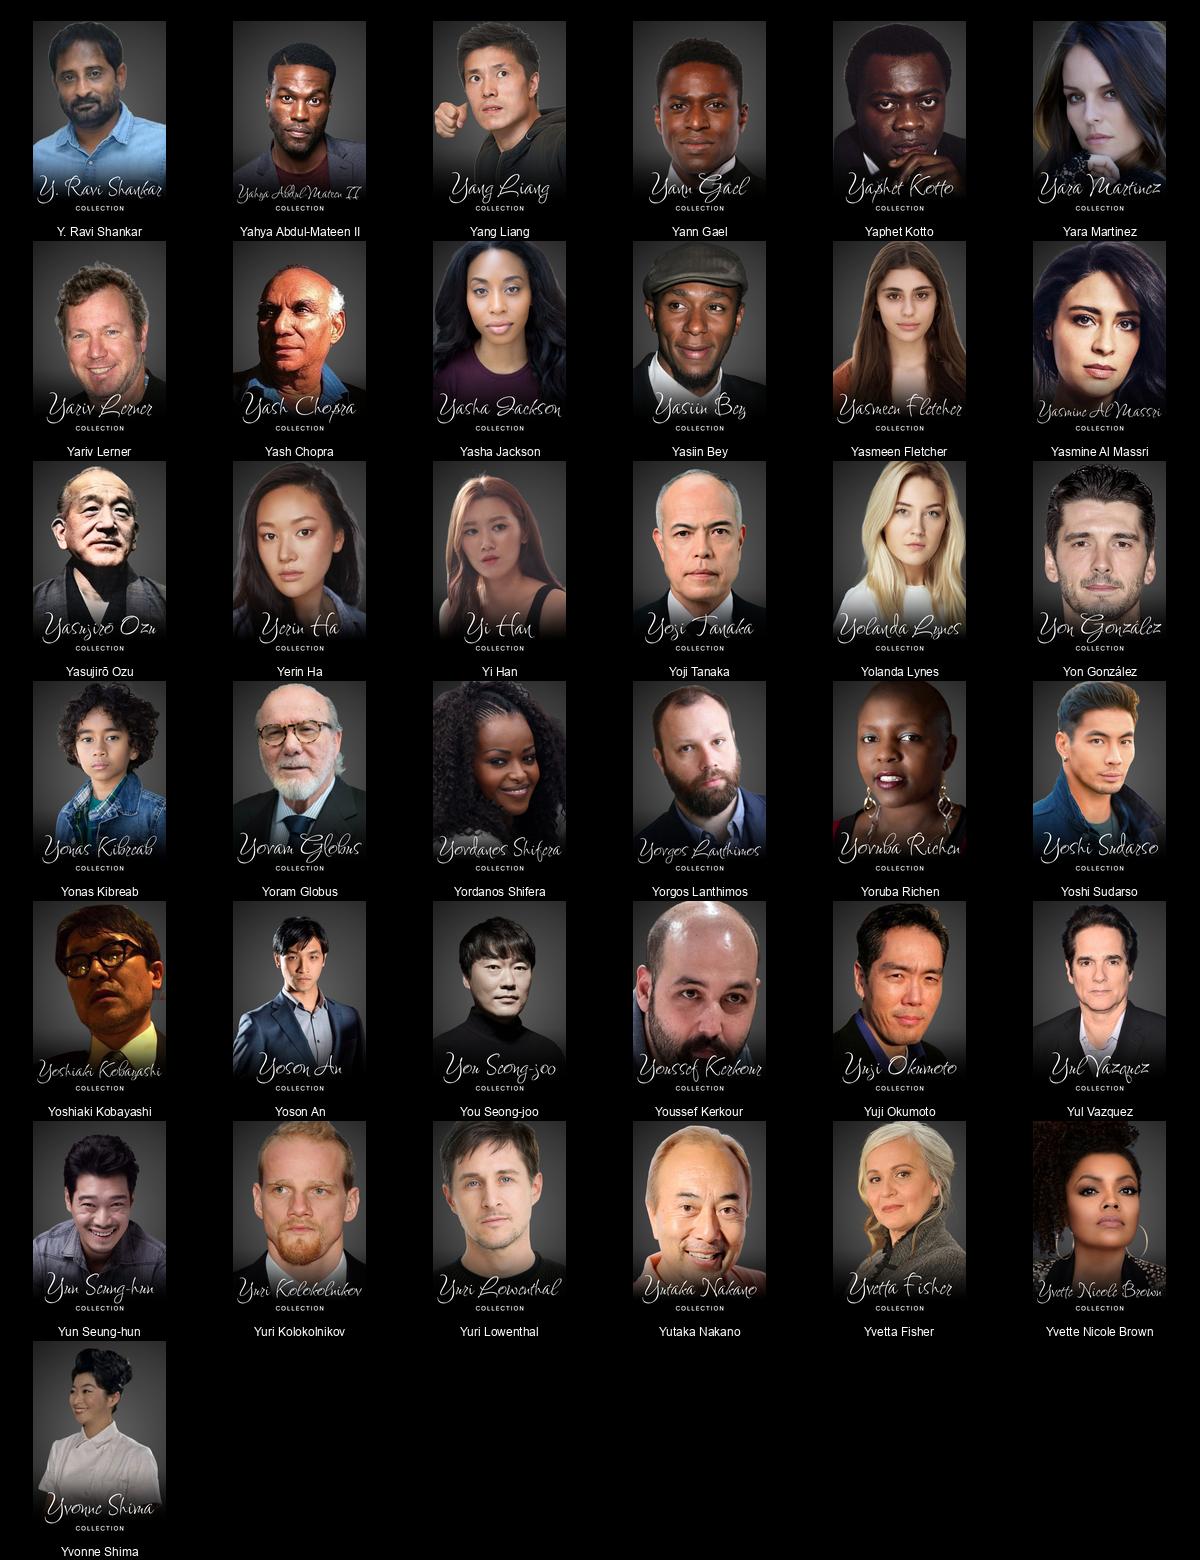 Y. Ravi Shankar
COLLECTION
Y. Ravi Shankar
Yahya Abdul-Mateen II
COLLECTION
Yahya Abdul-Mateen II
Yang Liang
COLLECTION
Yang Liang
Yann Gael
COLLECTION
Yann Gael
Yaphet Kotto
COLLECTION
Yaphet Kotto
Yara Martinez
COLLECTION
Yara Martinez
Yariv Lerner
COLLECTION
Yariv Lerner
Yash Chopra
COLLECTION
Yash Chopra
Yasha Jackson
COLLECTION
Yasha Jackson
Yasiin Bey
COLLECTION
Yasiin Bey
Yasmeen Fletcher
COLLECTION
Yasmeen Fletcher
Yasmine Al Massri
COLLECTION
Yasmine Al Massri
Yasujirō Ozu
COLLECTION
Yasujirō Ozu
Yerin Ha
COLLECTION
Yerin Ha
Yi Han
COLLECTION
Yi Han
Yoji Tanaka
COLLECTION
Yoji Tanaka
Yolanda Lynes
COLLECTION
Yolanda Lynes
Yon González
COLLECTION
Yon González
Yonas Kibreab
COLLECTION
Yonas Kibreab
Yoram Globus
COLLECTION
Yoram Globus
Yordanos Shifera
COLLECTION
Yordanos Shifera
Yorgos Lanthimos
COLLECTION
Yorgos Lanthimos
Yoruba Richen
COLLECTION
Yoruba Richen
Yoshi Sudarso
COLLECTION
Yoshi Sudarso
Yoshiaki Kobayashi
COLLECTION
Yoshiaki Kobayashi
Yoson An
COLLECTION
Yoson An
You Seong-joo
COLLECTION
You Seong-joo
Youssef Kerkour
COLLECTION
Youssef Kerkour
Yuji Okumoto
COLLECTION
Yuji Okumoto
Yul Vazquez
COLLECTION
Yul Vazquez
Yun Seung-hun
COLLECTION
Yun Seung-hun
Yuri Kolokolnikov
COLLECTION
Yuri Kolokolnikov
Yuri Lowenthal
COLLECTION
Yuri Lowenthal
Yutaka Nakano
COLLECTION
Yutaka Nakano
Yvetta Fisher
COLLECTION
Yvetta Fisher
Yvette Nicole Brown
COLLECTION
Yvette Nicole Brown
Yvonne Shima
COLLECTION
Yvonne Shima